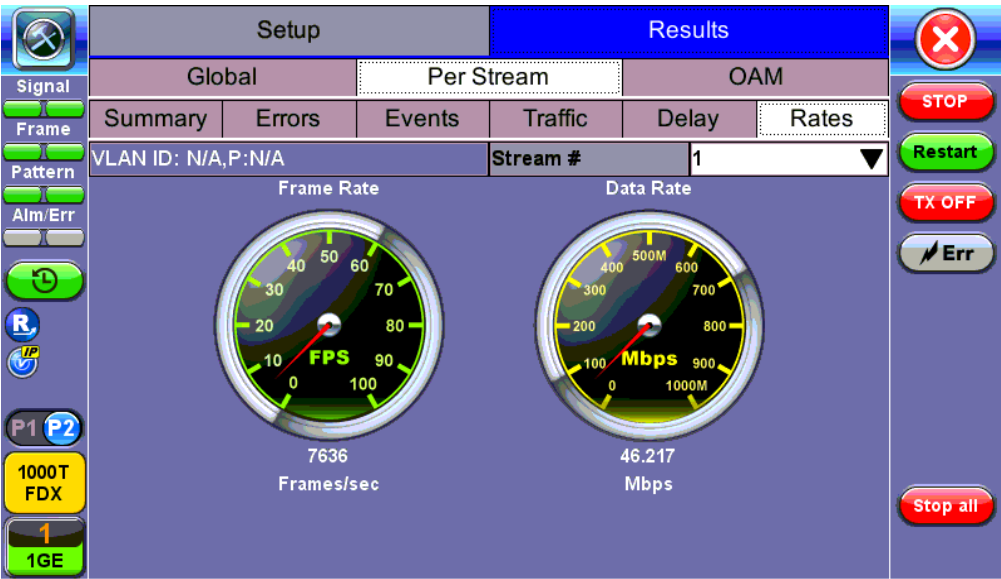 Setup
Results
Global
Per Stream
OAM
Signal
Summary
Errors
Events
Traffic
Delay
Rates
STOP
Frame
VLAN ID: N/A,P:N/A
Stream #
1
Restart
Pattern
Frame Rate
Data Rate
TX OFF
Alm/Err
0
10
20
30
40
50
60
70
80
90
100
FPS
0
100
200
300
400
500M
600
700
800
900
1000M
Mbps
Err
R
IP
V
P1 P2
7636
46.217
Frames/sec
Mbps
1000T
FDX
Stop all
1
1GE